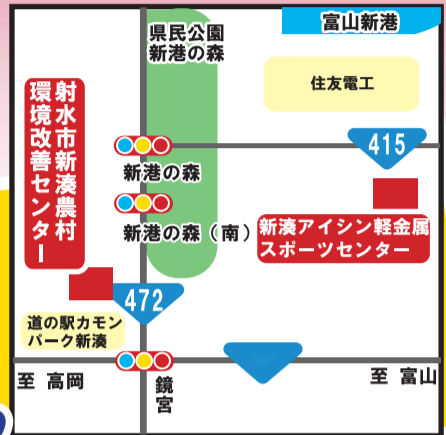 県民公園
新港の森
富山新港
住友電工
射水市新湊農村
環境改善センター
415
新港の森
新港の森（南）
新湊アイシン軽金属
スポーツセンター
472
道の駅カモン
パーク新湊
至 高岡
鏡宮
至 富山